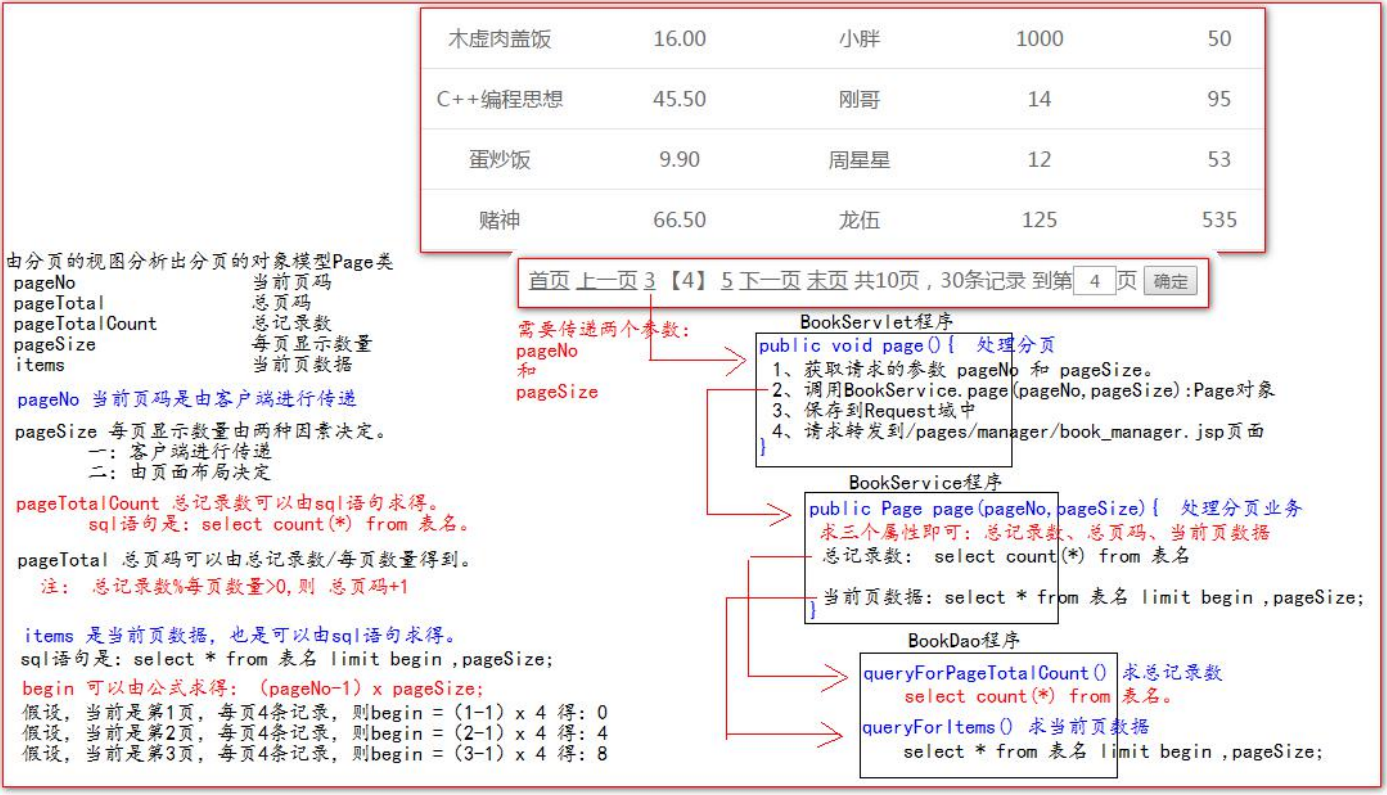 木虚肉盖饭 16.00 小胖 1000 50
C++编程思想 45.50 刚哥 14 95
蛋炒饭 9.90 周星星 12 53
赌神 66.50 龙伍 125 535
首页 上一页 3 【4】 5 下一页 末页 共10页，30条记录 到第 4 页 确定
由分页的视图分析出分页的对象模型Page类
pageNo 当前页码
pageTotal 总页码
pageTotalCount 总记录数
pageSize 每页显示数量
items 当前页数据
pageNo 当前页码是由客户端进行传递
pageSize 每页显示数量由两种因素决定。
一：客户端进行传递
二：由页面布局决定
pageTotalCount 总记录数可以由sql语句求得。
sql语句是：select count(*) from 表名。
pageTotal 总页码可以由总记录数/每页数量得到。
注： 总记录数%每页数量>0,则 总页码+1
items 是当前页数据，也是可以由sql语句求得。
sql语句是：select * from 表名 limit begin ,pageSize;
begin 可以由公式求得：（pageNo-1）x pageSize;
假设，当前是第1页，每页4条记录，则begin =（1-1）x 4 得：0
假设，当前是第2页，每页4条记录，则begin =（2-1）x 4 得：4
假设，当前是第3页，每页4条记录，则begin =（3-1）x 4 得：8
需要传递两个参数：
pageNo
和
pageSize
BookServlet程序
public void page(){ 处理分页
1、获取请求的参数 pageNo 和 pageSize。
2、调用BookService.page(pageNo,pageSize):Page对象
3、保存到Request域中
4、请求转发到/pages/manager/book_manager.jsp页面
}
BookService程序
public Page page(pageNo,pageSize){ 处理分页业务
求三个属性即可：总记录数、总页码、当前页数据
总记录数： select count(*) from 表名
当前页数据：select * from 表名 limit begin ,pageSize;
}
BookDao程序
queryForPageTotalCount() 求总记录数
select count(*) from 表名。
queryForItems() 求当前页数据
select * from 表名 limit begin ,pageSize;